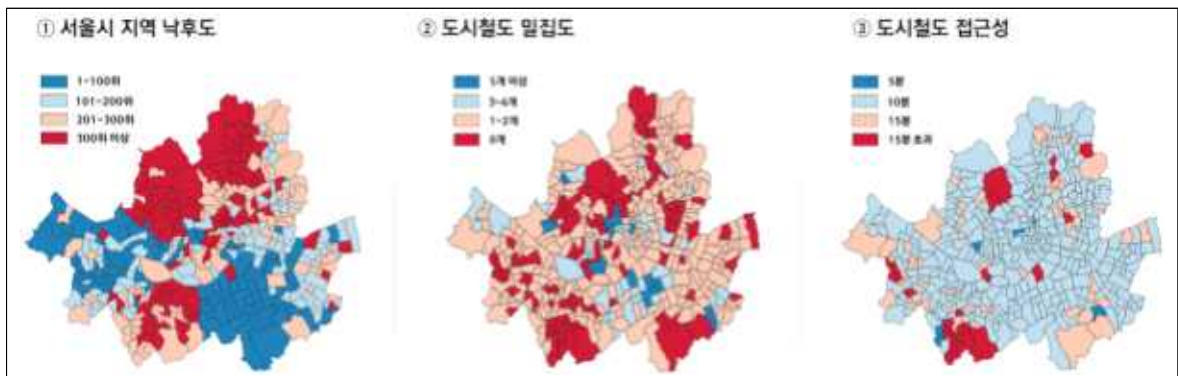 ① 서울시 지역 낙후도
1~100위
101~200위
201~300위
300위 이상
② 도시철도 밀집도
5개 이상
3~4개
1~2개
0개
③ 도시철도 접근성
5분
10분
15분
15분 초과